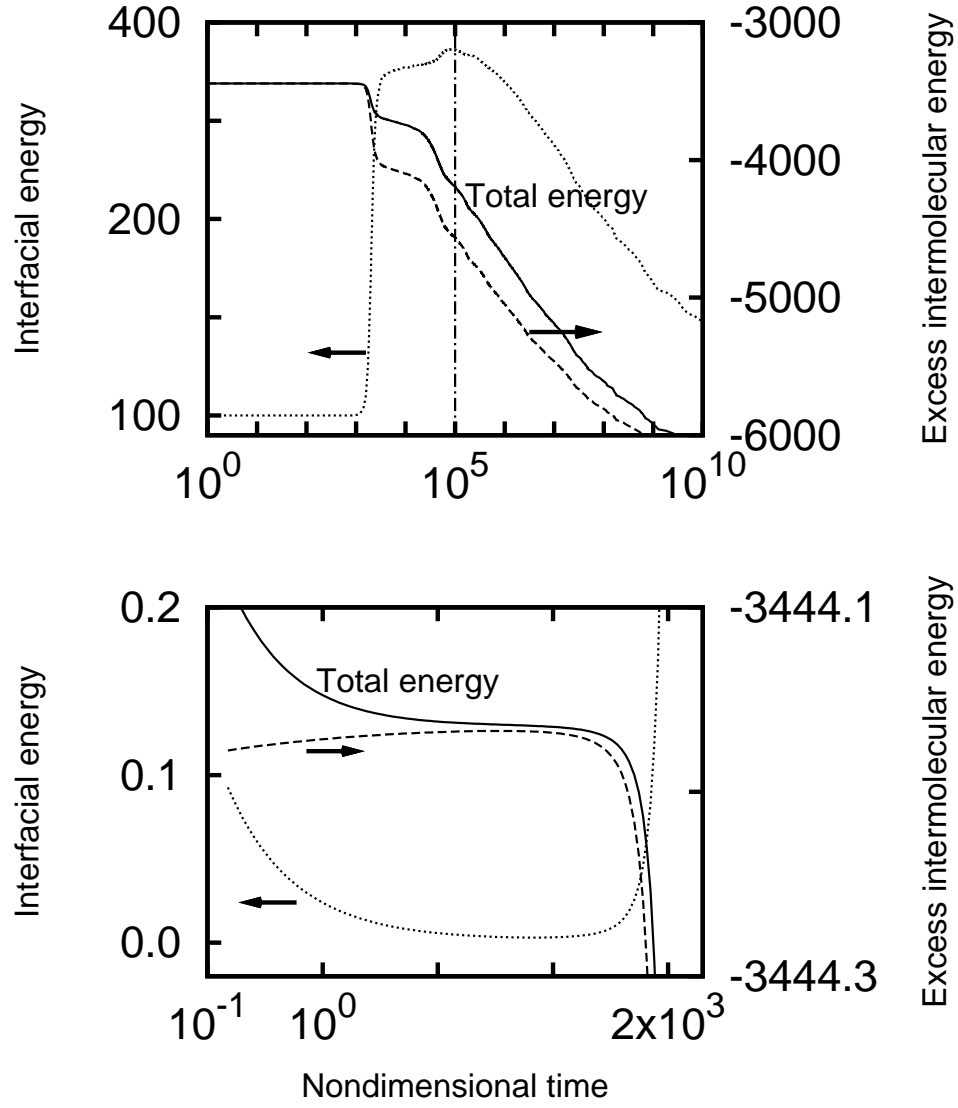 400
200
100
Interfacial energy
-3000
-4000
-5000
-6000
Excess intermolecular energy
Total energy
10^0
10^5
10^10
0.2
0.1
0.0
Interfacial energy
-3444.1
-3444.3
Excess intermolecular energy
Total energy
10^-1
10^0
2x10^3
Nondimensional time